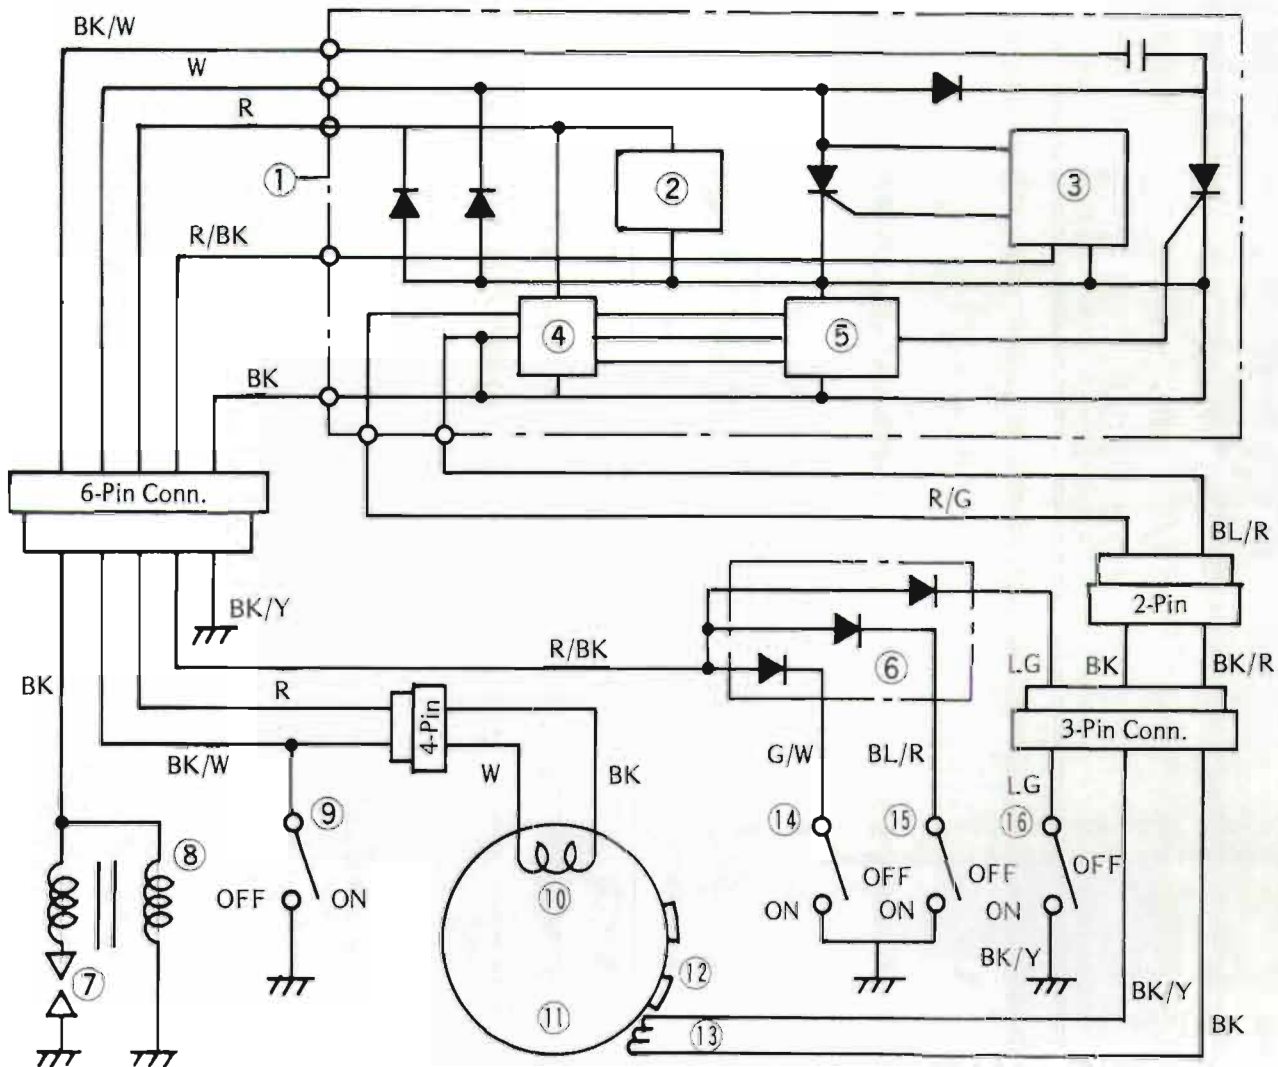 BK/W
W
R
①
②
③
R/BK
④
⑤
BK
6-Pin Conn.
R/G
BL/R
BK/Y
2-Pin
R/BK
⑥
LG
BK
BK/R
BK
R
4-Pin
3-Pin Conn.
BK/W
W
BK
G/W
BL/R
LG
⑨
⑭
⑮
⑯
⑧
OFF
ON
⑩
OFF
OFF
OFF
ON
ON
ON
⑦
⑫
BK/Y
BK/Y
⑪
⑬
BK